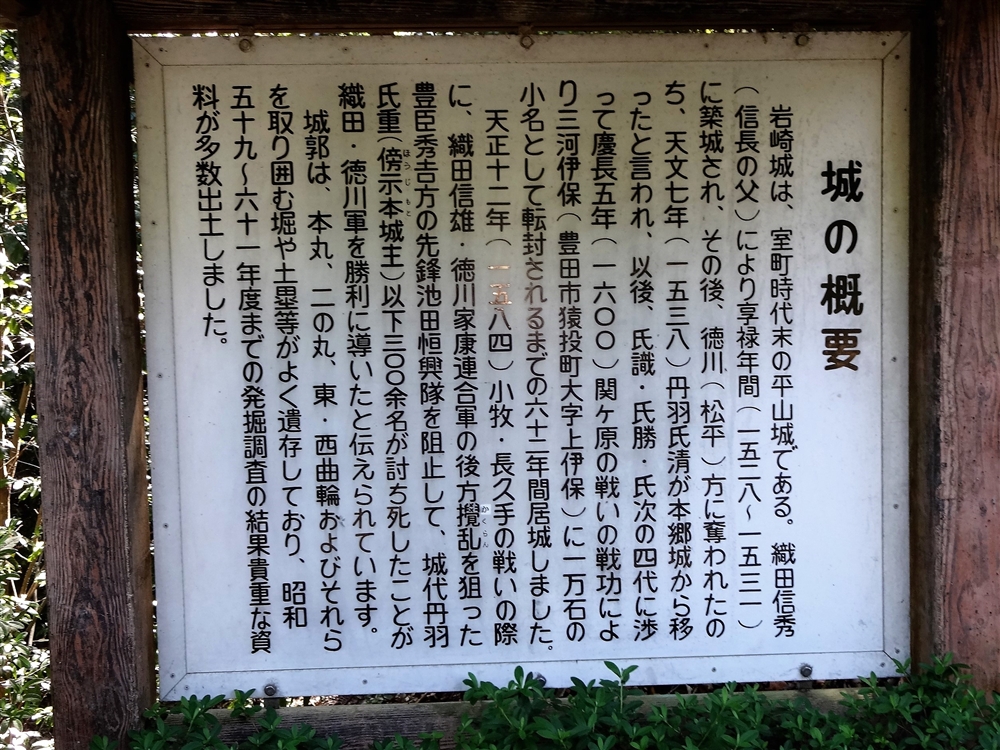 城の概要
岩崎城は、室町時代末の平山城である。織田信秀
（信長の父）により享禄年間（一五二八～一五三一）
に築城され、その後、徳川（松平）方に奪われたの
ち、天文七年（一五三八）丹羽氏清が本郷城から移
ったと言われ、以後、氏識・氏勝・氏次の四代に渉
って慶長五年（一六〇〇）関ヶ原の戦いの戦功によ
り三河伊保（豊田市猿投町大字上伊保）に一万石の
小名として転封されるまでの六十二年間居城しました。
天正十二年（一五八四）小牧・長久手の戦いの際
に、織田信雄・徳川家康連合軍の後方攪乱を狙った
かくらん
豊臣秀吉方の先鋒池田恒興隊を阻止して、城代丹羽
氏重（傍示本城主）以下三〇〇余名が討ち死したことが
ほうじもと
織田・徳川軍を勝利に導いたと伝えられています。
城郭は、本丸、二の丸、東・西曲輪およびそれら
を取り囲む堀や土塁等がよく遺存しており、昭和
五十九～六十一年度までの発掘調査の結果貴重な資
料が多数出土しました。